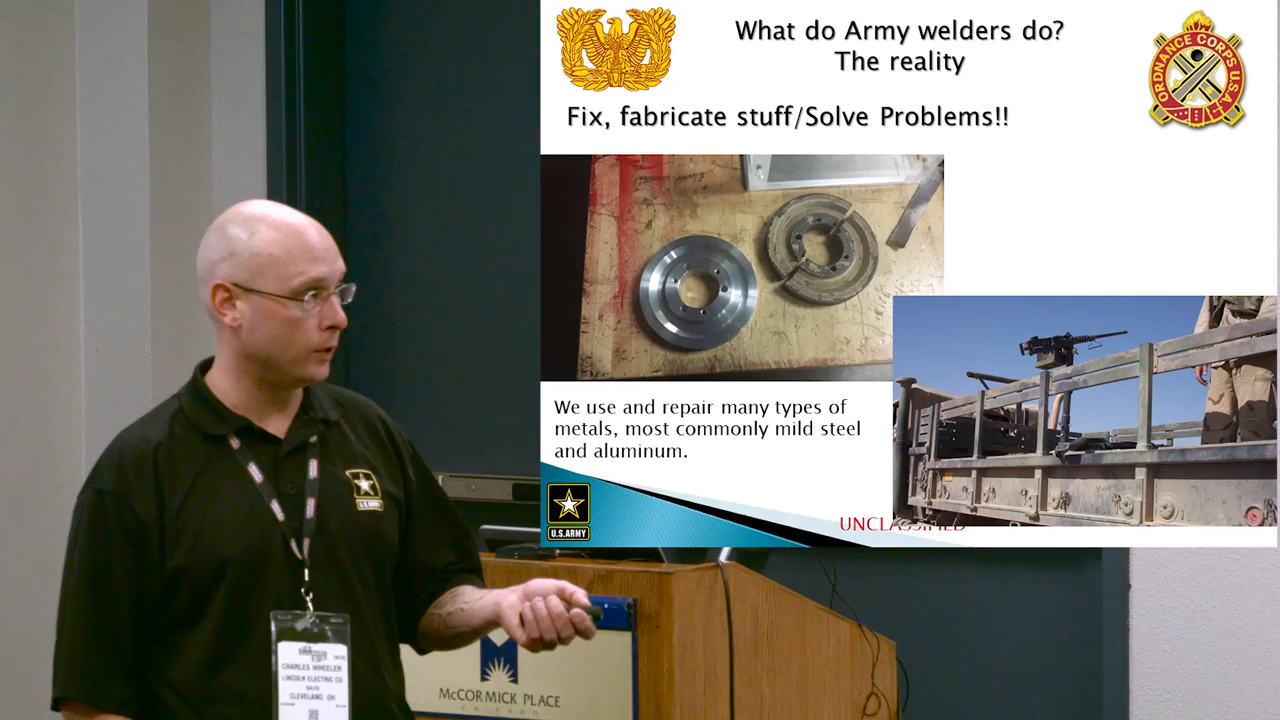 What do Army welders do?
The reality
ORDNANCE CORPS U.S.A.
Fix, fabricate stuff/Solve Problems!!
We use and repair many types of
metals, most commonly mild steel
and aluminum.
U.S.ARMY
UNCLASSIFIED
U.S.ARMY
CHARLES WHEELER
LINCOLN ELECTRIC CO
SALES
CLEVELAND, OH
McCORMICK PLACE
CHICAGO